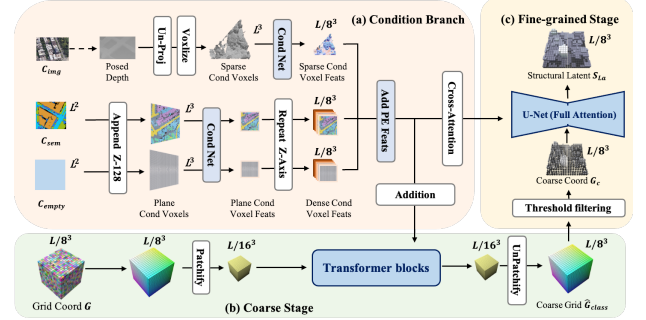 (a) Condition Branch
(c) Fine-grained Stage
C_img
Posed
Depth
Un-Proj
Voxlize
Sparse
Cond Voxels
L³
Cond Net
L/8³
Sparse Cond
Voxel Feats
C_sem
L²
C_empty
L²
Append Z-128
L³
Plane
Cond Voxels
Cond Net
Plane Cond
Voxel Feats
Repeat Z-Axis
L/8³
Dense Cond
Voxel Feats
Add PE Feats
Cross-Attention
Addition
L/8³
Structural Latent S_La
U-Net (Full Attention)
L/8³
Coarse Coord G_c
Threshold filtering
L/8³
Grid Coord G
L/8³
Patchify
L/16³
Transformer blocks
L/16³
UnPatchify
L/8³
Coarse Grid Ĝ_class
(b) Coarse Stage